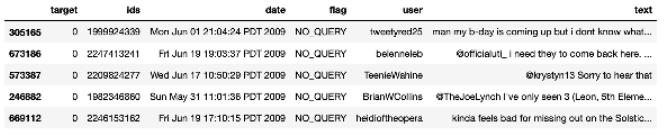 target ids date flag user text
305165 0 1999924339 Mon Jun 01 21:04:24 PDT 2009 NO_QUERY tweetyred25 man my b-day is coming up but i dont know what...
673186 0 2247413241 Fri Jun 19 19:03:37 PDT 2009 NO_QUERY beienneleb @officialuti_ i need they to come back here. ...
573387 0 2209824277 Wed Jun 17 10:50:29 PDT 2009 NO_QUERY TeenieWahine @krystyn13 Sorry to hear that
246882 0 1982346860 Sun May 31 11:01:36 PDT 2009 NO_QUERY BrianWCollins @TheJoeLynch I've only seen 3 (Leon, 5th Eleme...
669112 0 2246153162 Fri Jun 19 17:10:15 PDT 2009 NO_QUERY heidioftheopera kinda feels bad for missing out on the Solstic...